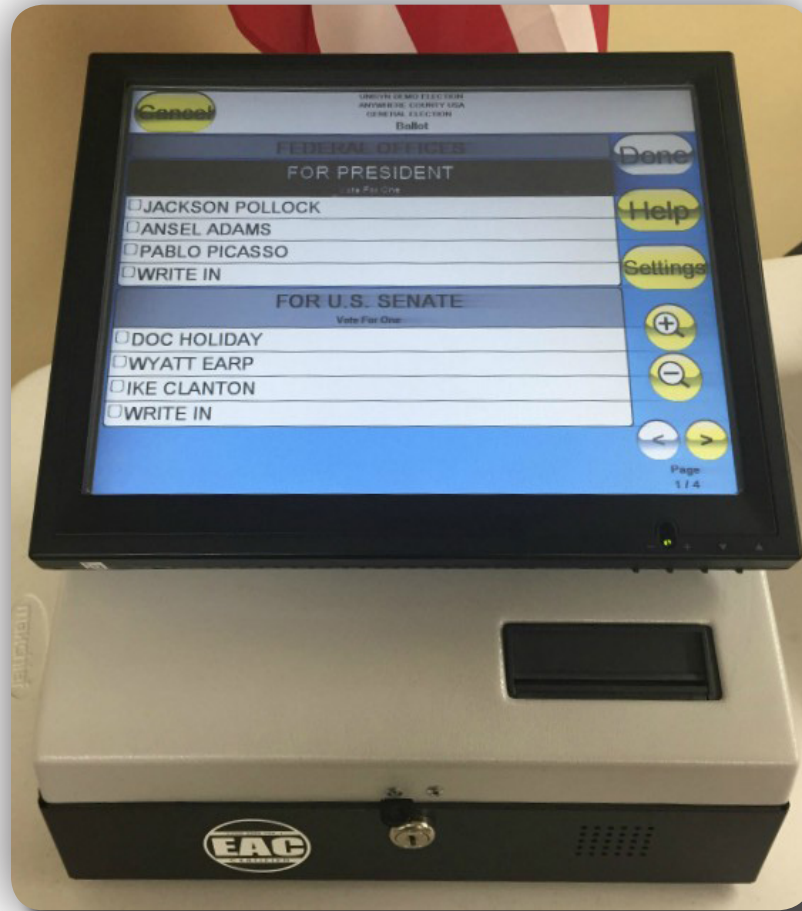 Cancel
UNISYN DEMO ELECTION
ANYWHERE COUNTY USA
GENERAL ELECTION
Ballot
FEDERAL OFFICES
Done
FOR PRESIDENT
Vote For One
JACKSON POLLOCK
Help
ANSEL ADAMS
PABLO PICASSO
WRITE IN
Settings
FOR U.S. SENATE
Vote For One
DOC HOLIDAY
WYATT EARP
IKE CLANTON
WRITE IN
< >
Page
1 / 4
EAC
CERTIFIED